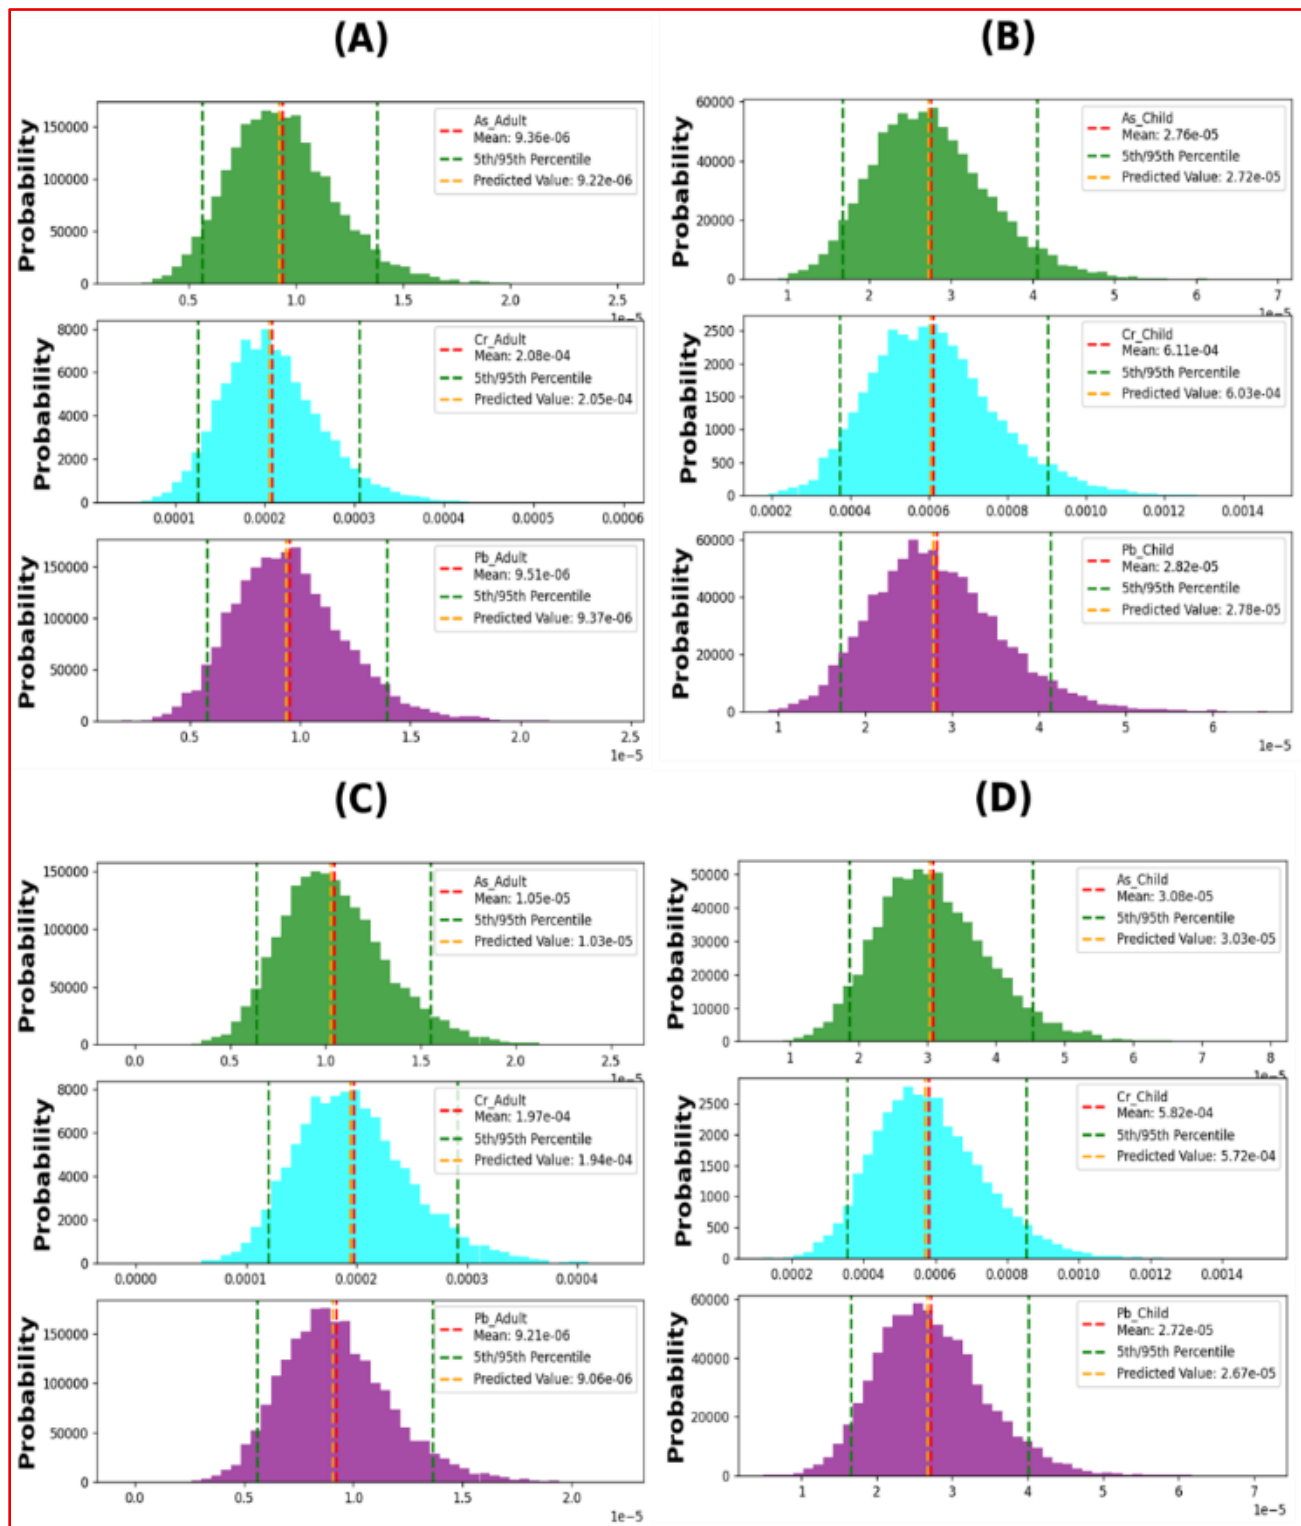 (A)
Probability
150000
100000
50000
0
As_Adult
Mean: 9.36e-06
5th/95th Percentile
Predicted Value: 9.22e-06
0.5 1.0 1.5 2.0 2.5
1e-5
Probability
8000
6000
4000
2000
0
Cr_Adult
Mean: 2.08e-04
5th/95th Percentile
Predicted Value: 2.05e-04
0.0001 0.0002 0.0003 0.0004 0.0005 0.0006
Probability
150000
100000
50000
0
Pb_Adult
Mean: 9.51e-06
5th/95th Percentile
Predicted Value: 9.37e-06
0.5 1.0 1.5 2.0 2.5
1e-5
(B)
Probability
60000
40000
20000
0
As_Child
Mean: 2.76e-05
5th/95th Percentile
Predicted Value: 2.72e-05
1 2 3 4 5 6 7
1e-5
Probability
2500
2000
1500
1000
500
0
Cr_Child
Mean: 6.11e-04
5th/95th Percentile
Predicted Value: 6.03e-04
0.0002 0.0004 0.0006 0.0008 0.0010 0.0012 0.0014
Probability
60000
40000
20000
0
Pb_Child
Mean: 2.82e-05
5th/95th Percentile
Predicted Value: 2.78e-05
1 2 3 4 5 6
1e-5
(C)
Probability
150000
100000
50000
0
As_Adult
Mean: 1.05e-05
5th/95th Percentile
Predicted Value: 1.03e-05
0.0 0.5 1.0 1.5 2.0 2.5
1e-5
Probability
8000
6000
4000
2000
0
Cr_Adult
Mean: 1.97e-04
5th/95th Percentile
Predicted Value: 1.94e-04
0.0000 0.0001 0.0002 0.0003 0.0004
Probability
150000
100000
50000
0
Pb_Adult
Mean: 9.21e-06
5th/95th Percentile
Predicted Value: 9.06e-06
0.0 0.5 1.0 1.5 2.0
1e-5
(D)
Probability
50000
40000
30000
20000
10000
0
As_Child
Mean: 3.08e-05
5th/95th Percentile
Predicted Value: 3.03e-05
1 2 3 4 5 6 7 8
1e-5
Probability
2500
2000
1500
1000
500
0
Cr_Child
Mean: 5.82e-04
5th/95th Percentile
Predicted Value: 5.72e-04
0.0002 0.0004 0.0006 0.0008 0.0010 0.0012 0.0014
Probability
60000
40000
20000
0
Pb_Child
Mean: 2.72e-05
5th/95th Percentile
Predicted Value: 2.67e-05
1 2 3 4 5 6 7
1e-5